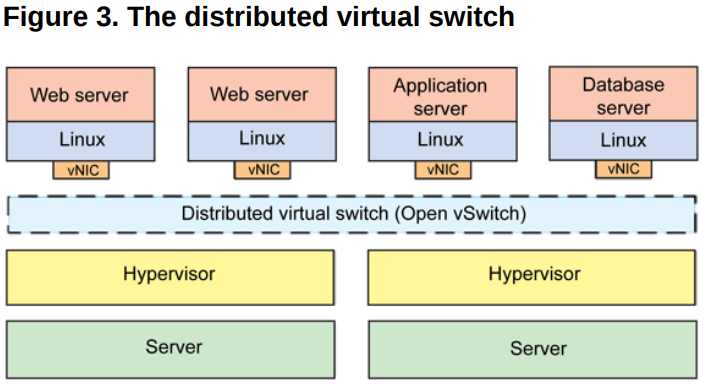 Figure 3. The distributed virtual switch
Web server
Web server
Application
server
Database
server
Linux
Linux
Linux
Linux
vNIC
vNIC
vNIC
vNIC
Distributed virtual switch (Open vSwitch)
Hypervisor
Hypervisor
Server
Server